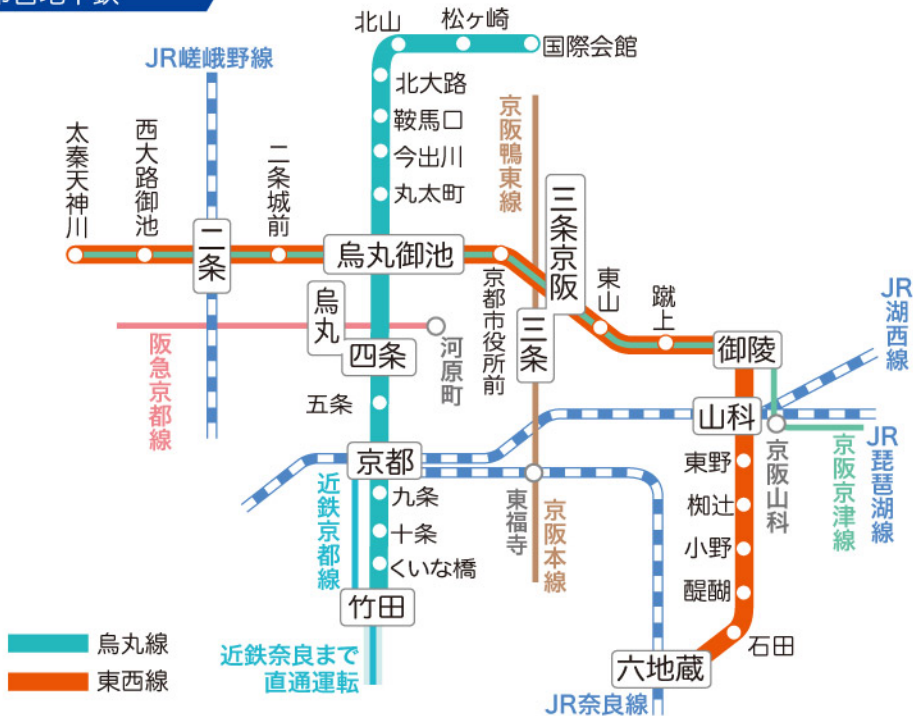 北山
松ヶ崎
国際会館
JR嵯峨野線
北大路
鞍馬口
今出川
丸太町
京阪鴨東線
太秦天神川
西大路御池
二条
二条城前
烏丸御池
京都市役所前
三条京阪
三条
東山
蹴上
御陵
JR湖西線
阪急京都線
烏丸
四条
河原町
五条
山科
京阪山科
京阪京津線
JR琵琶湖線
京都
近鉄京都線
九条
十条
くいな橋
竹田
東福寺
京阪本線
東野
椥辻
小野
醍醐
石田
六地蔵
JR奈良線
近鉄奈良まで
直通運転
烏丸線
東西線